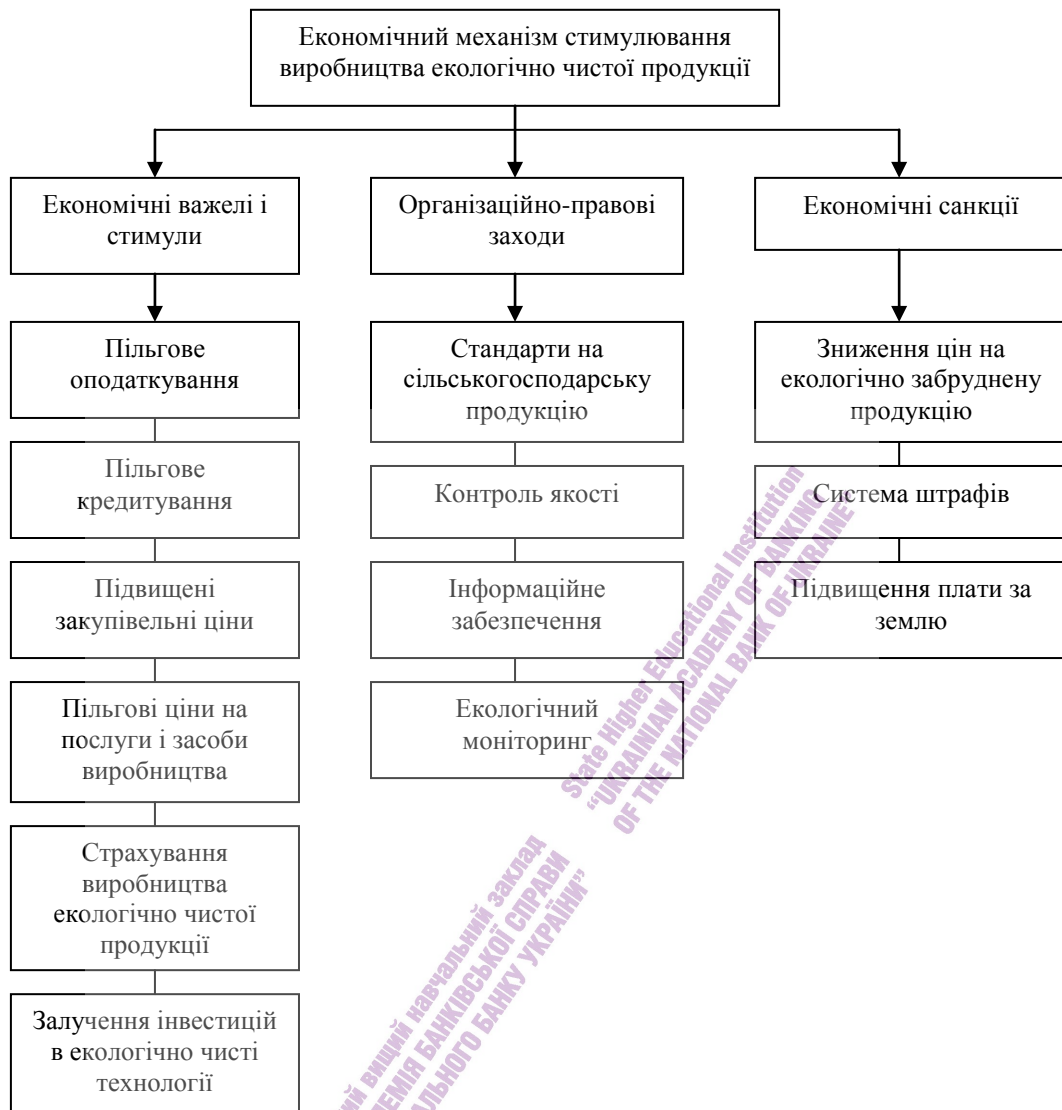 Економічний механізм стимулювання
виробництва екологічно чистої продукції
Економічні важелі і
стимули
Організаційно-правові
заходи
Економічні санкції
Пільгове
оподаткування
Стандарти на
сільськогосподарську
продукцію
Зниження цін на
екологічно забруднену
продукцію
Пільгове
кредитування
Контроль якості
Система штрафів
Підвищені
закупівельні ціни
Інформаційне
забезпечення
Підвищення плати за
землю
Пільгові ціни на
послуги і засоби
виробництва
Екологічний
моніторинг
Страхування
виробництва
екологічно чистої
продукції
Залучення інвестицій
в екологічно чисті
технології
State Higher Educational Institution
“UKRAINIAN ACADEMY OF BANKING
OF THE NATIONAL BANK OF UKRAINE”
вищий навчальний заклад
БАНКІВСЬКОЇ СПРАВИ
БАНКУ УКРАЇНИ”